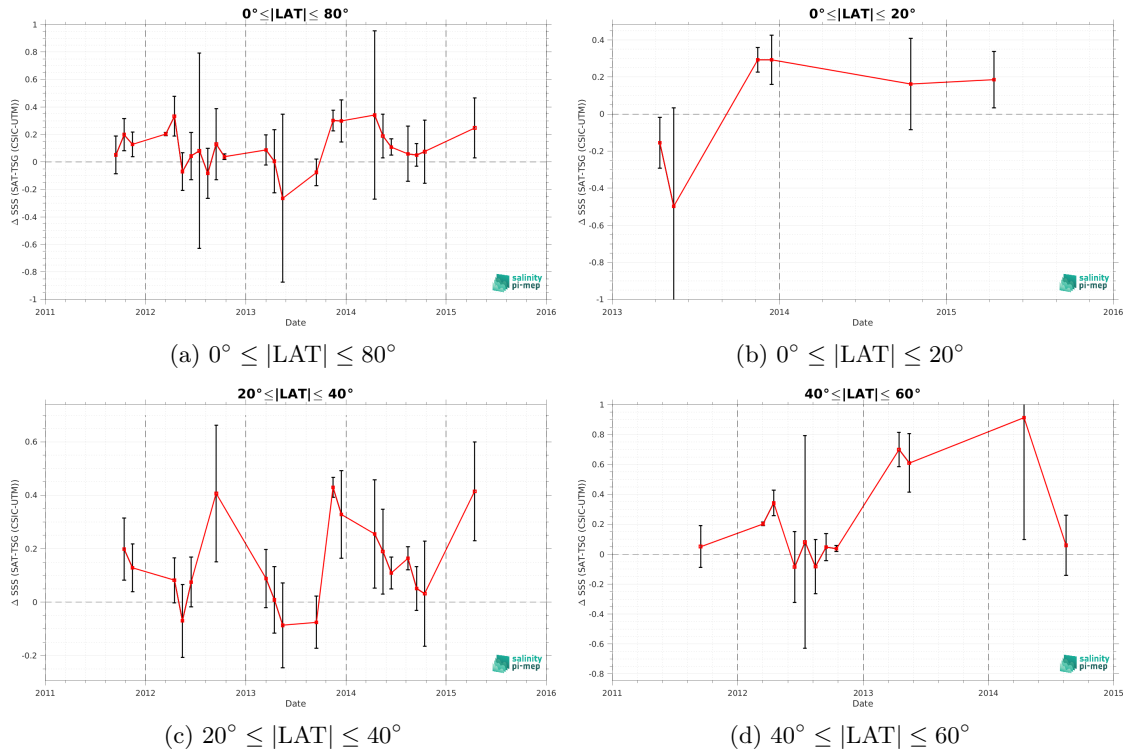 0°≤|LAT|≤ 80°
Δ SSS (SAT-TSG (CSIC-UTM))
1
0.8
0.6
0.4
0.2
0
-0.2
-0.4
-0.6
-0.8
-1
2011 2012 2013 2014 2015 2016
Date
salinity
pi-mep
(a) 0° ≤ |LAT| ≤ 80°
0°≤|LAT|≤ 20°
Δ SSS (SAT-TSG (CSIC-UTM))
0.4
0.2
0
-0.2
-0.4
-0.6
-0.8
-1
2013 2014 2015 2016
Date
salinity
pi-mep
(b) 0° ≤ |LAT| ≤ 20°
20°≤|LAT|≤ 40°
Δ SSS (SAT-TSG (CSIC-UTM))
0.6
0.4
0.2
0
-0.2
2011 2012 2013 2014 2015 2016
Date
salinity
pi-mep
(c) 20° ≤ |LAT| ≤ 40°
40°≤|LAT|≤ 60°
Δ SSS (SAT-TSG (CSIC-UTM))
1
0.8
0.6
0.4
0.2
0
-0.2
-0.4
-0.6
-0.8
2011 2012 2013 2014 2015
Date
salinity
pi-mep
(d) 40° ≤ |LAT| ≤ 60°